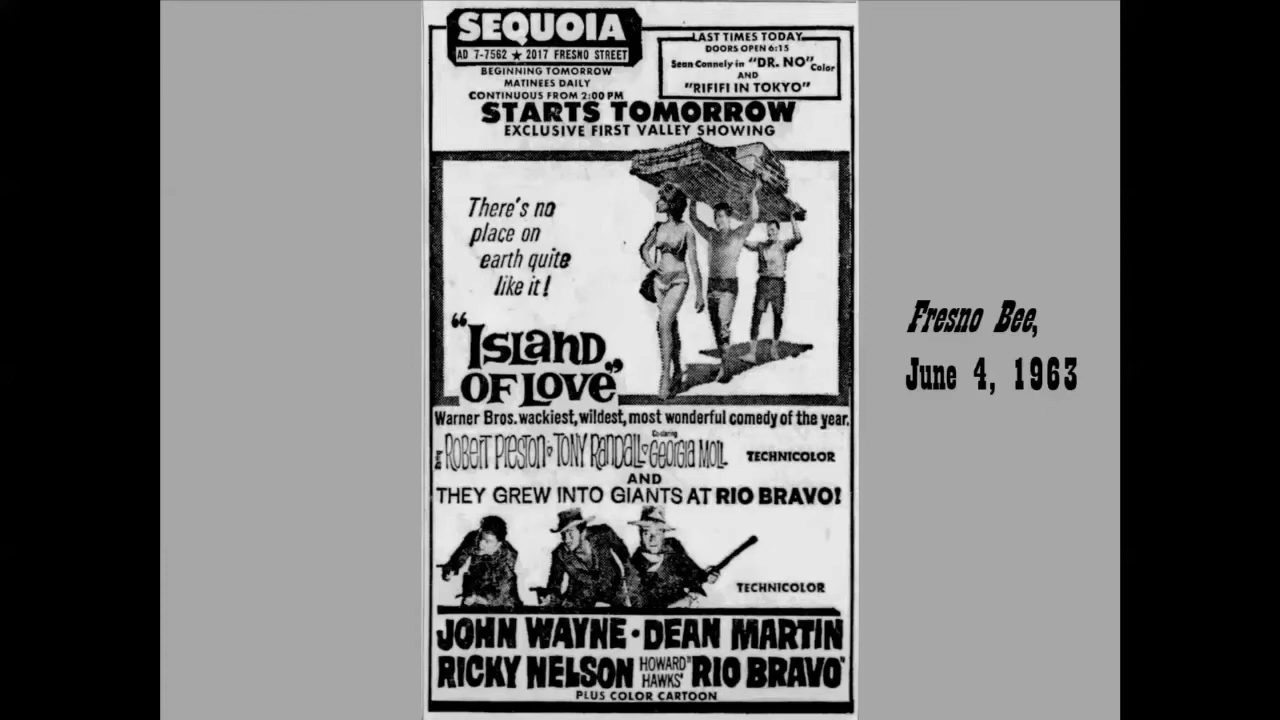 SEQUOIA
AD 7-7562 ★ 2017 FRESNO STREET
BEGINNING TOMORROW
MATINEES DAILY
CONTINUOUS FROM 2:00 PM
LAST TIMES TODAY
DOORS OPEN 6:15
Sean Connely in "DR. NO" Color
AND
"RIFIFI IN TOKYO"
STARTS TOMORROW
EXCLUSIVE FIRST VALLEY SHOWING
There's no
place on
earth quite
like it!
"ISLAND
OF LOVE"
Warner Bros. wackiest, wildest, most wonderful comedy of the year.
Starring ROBERT PRESTON · TONY RANDALL · Co-starring GEORGIA MOLL TECHNICOLOR
AND
THEY GREW INTO GIANTS AT RIO BRAVO!
TECHNICOLOR
JOHN WAYNE · DEAN MARTIN
RICKY NELSON HOWARD HAWKS' "RIO BRAVO"
PLUS COLOR CARTOON
Fresno Bee,
June 4, 1963